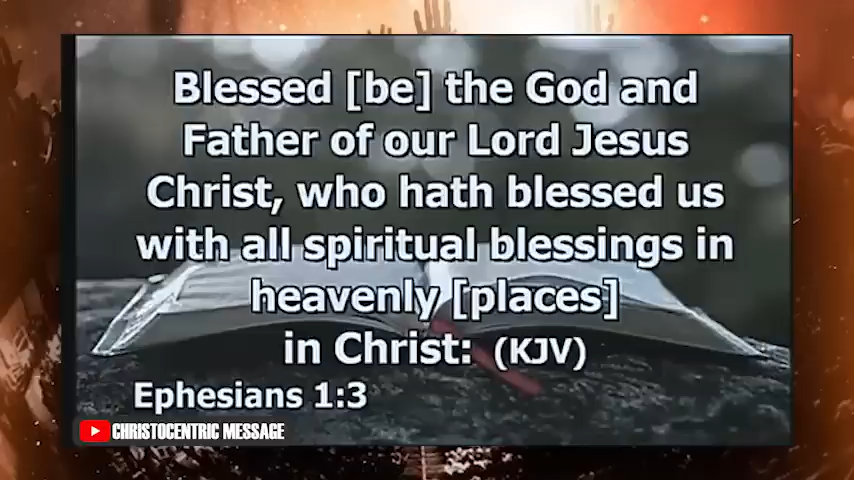 Blessed [be] the God and
Father of our Lord Jesus
Christ, who hath blessed us
with all spiritual blessings in
heavenly [places]
in Christ: (KJV)
Ephesians 1:3
CHRISTOCENTRIC MESSAGE